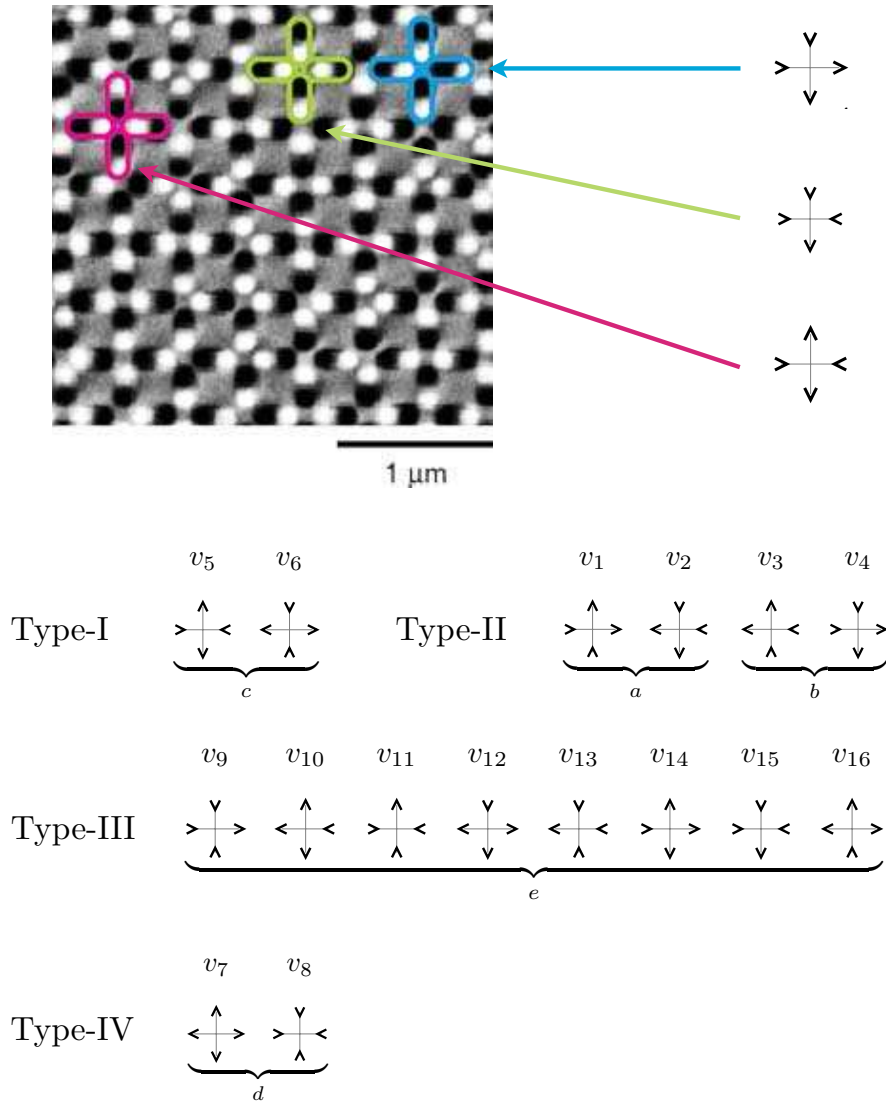 1 μm
v5 v6
Type-I
c
v1 v2 v3 v4
Type-II
a b
v9 v10 v11 v12 v13 v14 v15 v16
Type-III
e
v7 v8
Type-IV
d